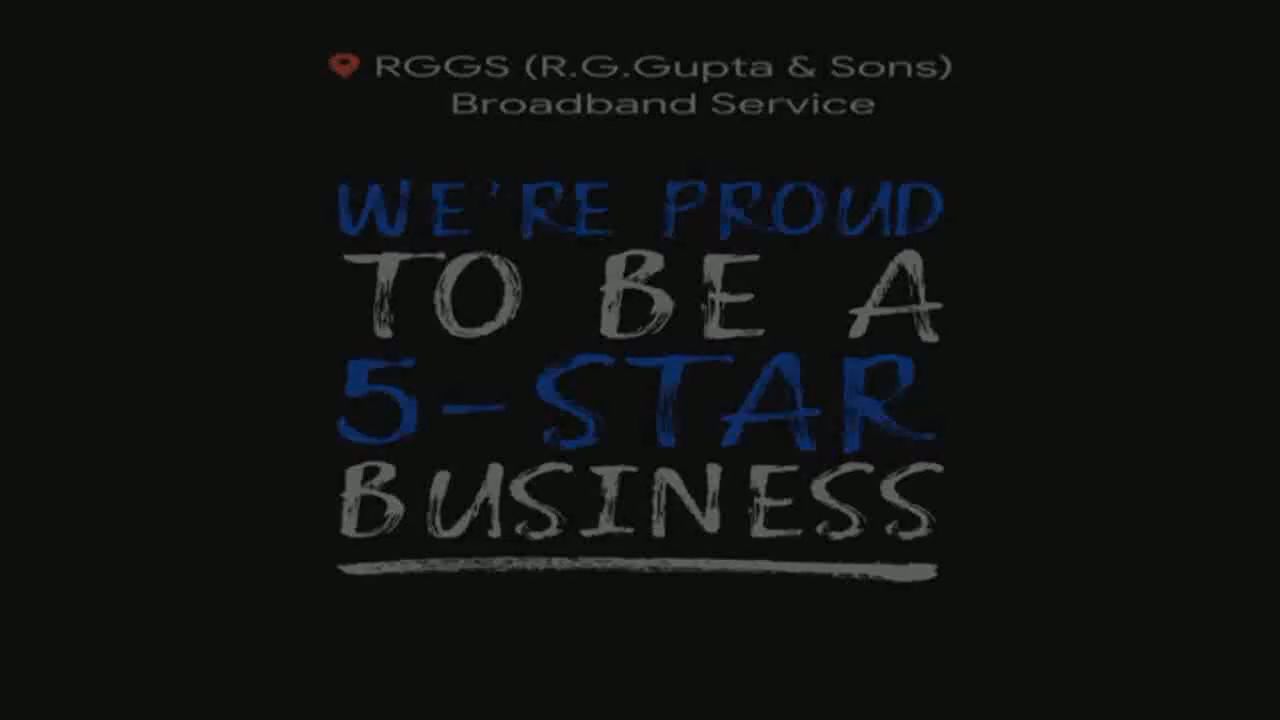 RGGS (R.G.Gupta & Sons)
Broadband Service
WE'RE PROUD
TO BE A
5-STAR
BUSINESS